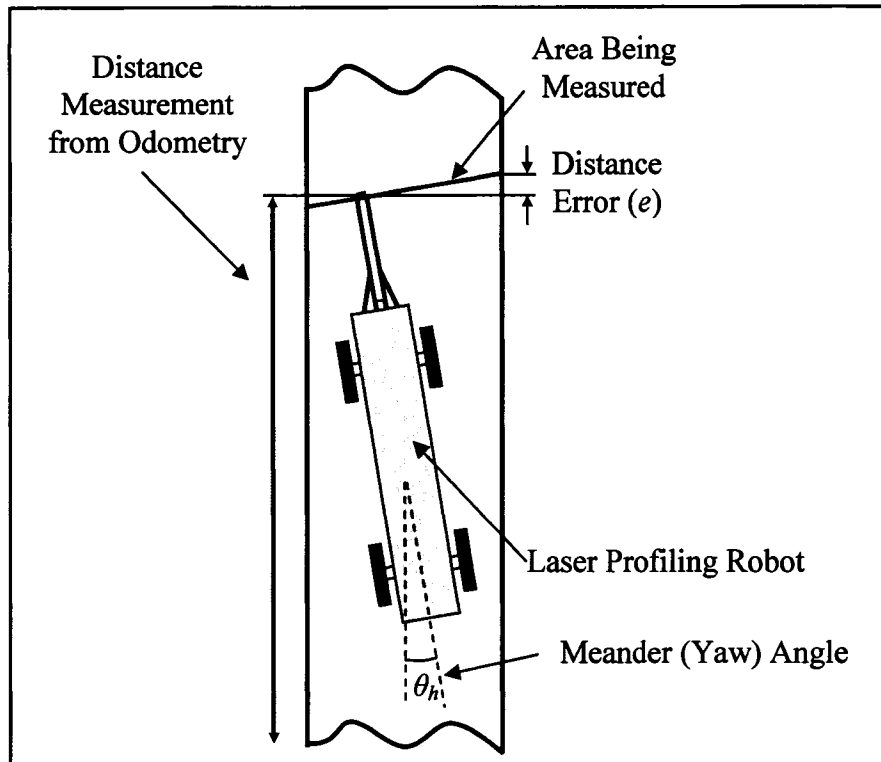 Distance
Measurement
from Odometry
Area Being
Measured
Distance
Error (e)
Laser Profiling Robot
Meander (Yaw) Angle
θh